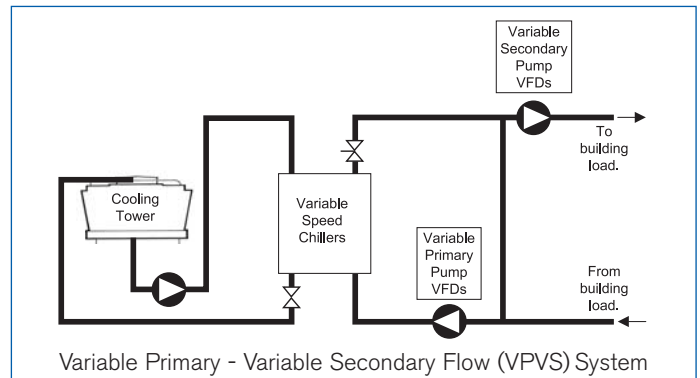 Variable
Secondary
Pump
VFDs
To
building
load.
Cooling
Tower
Variable
Speed
Chillers
Variable
Primary
Pump
VFDs
From
building
load.
Variable Primary - Variable Secondary Flow (VPVS) System